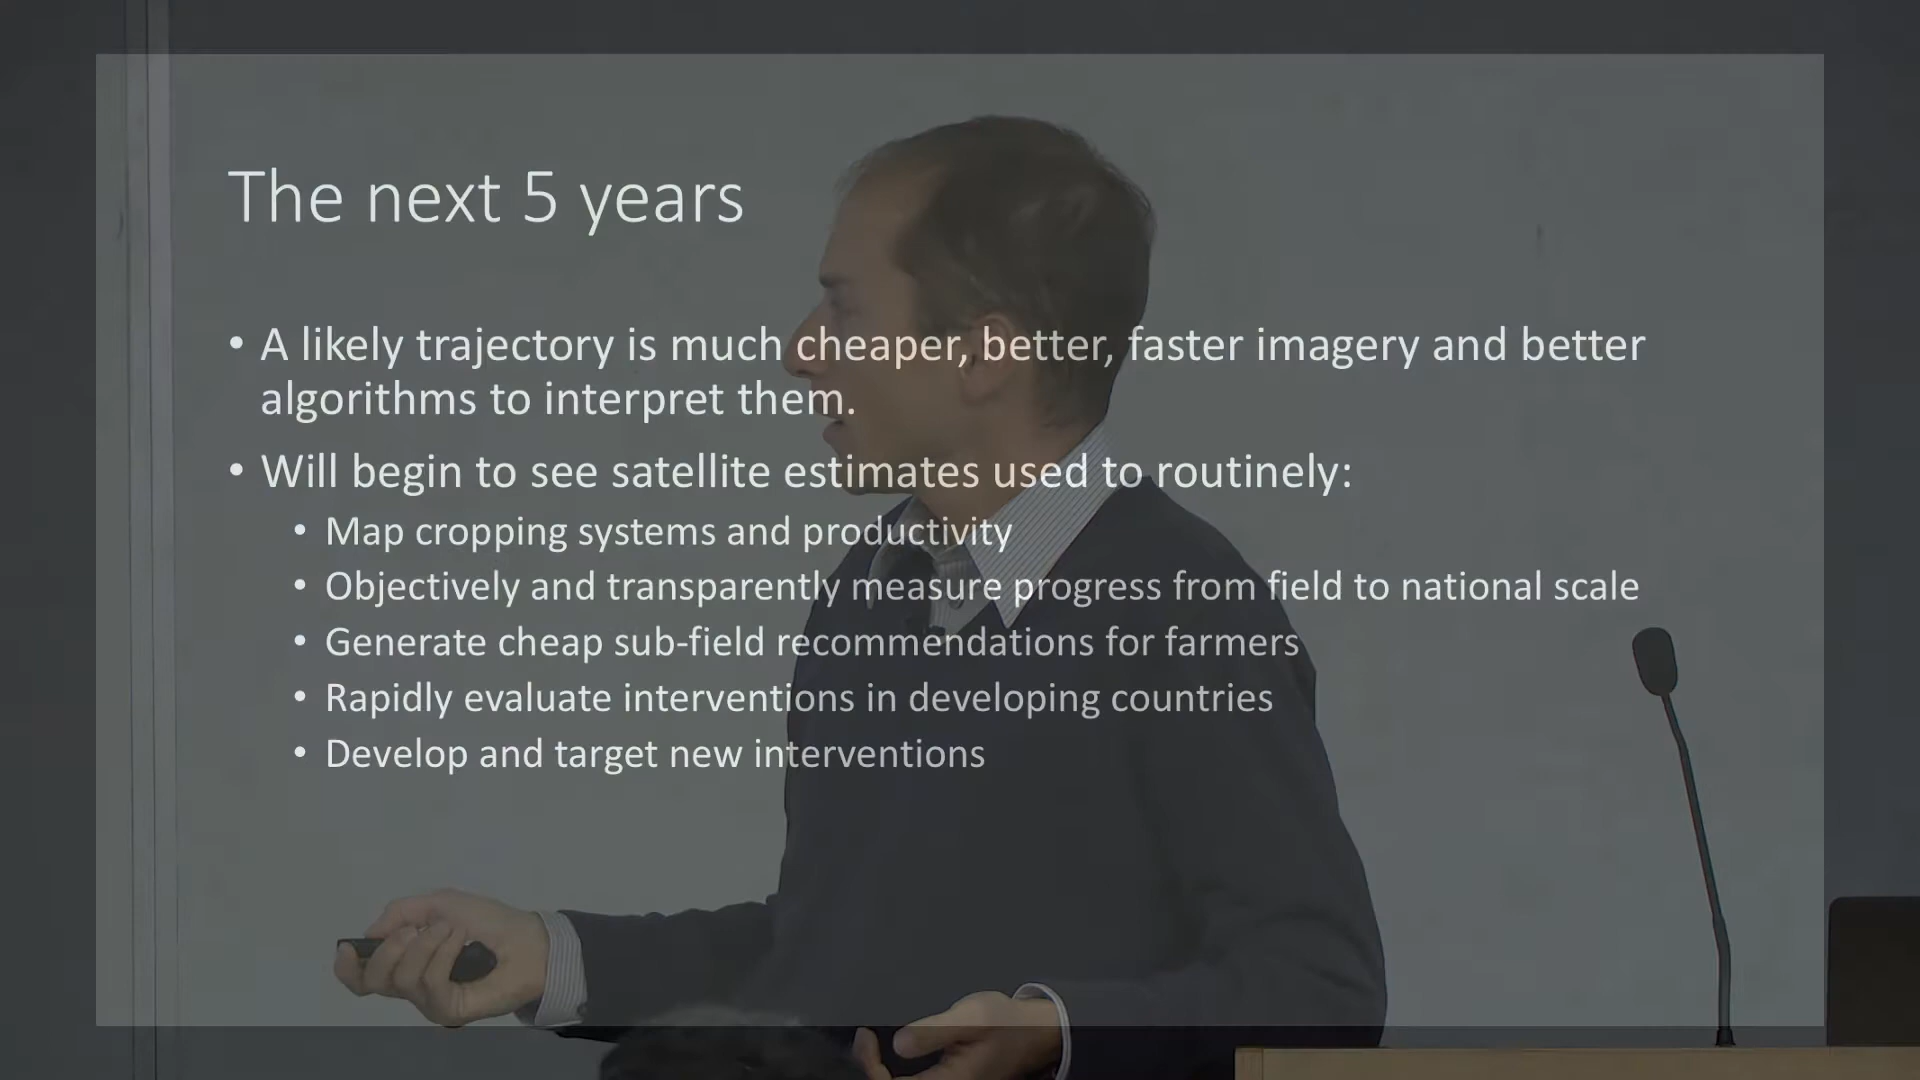 The next 5 years
• A likely trajectory is much cheaper, better, faster imagery and better
algorithms to interpret them.
• Will begin to see satellite estimates used to routinely:
• Map cropping systems and productivity
• Objectively and transparently measure progress from field to national scale
• Generate cheap sub-field recommendations for farmers
• Rapidly evaluate interventions in developing countries
• Develop and target new interventions